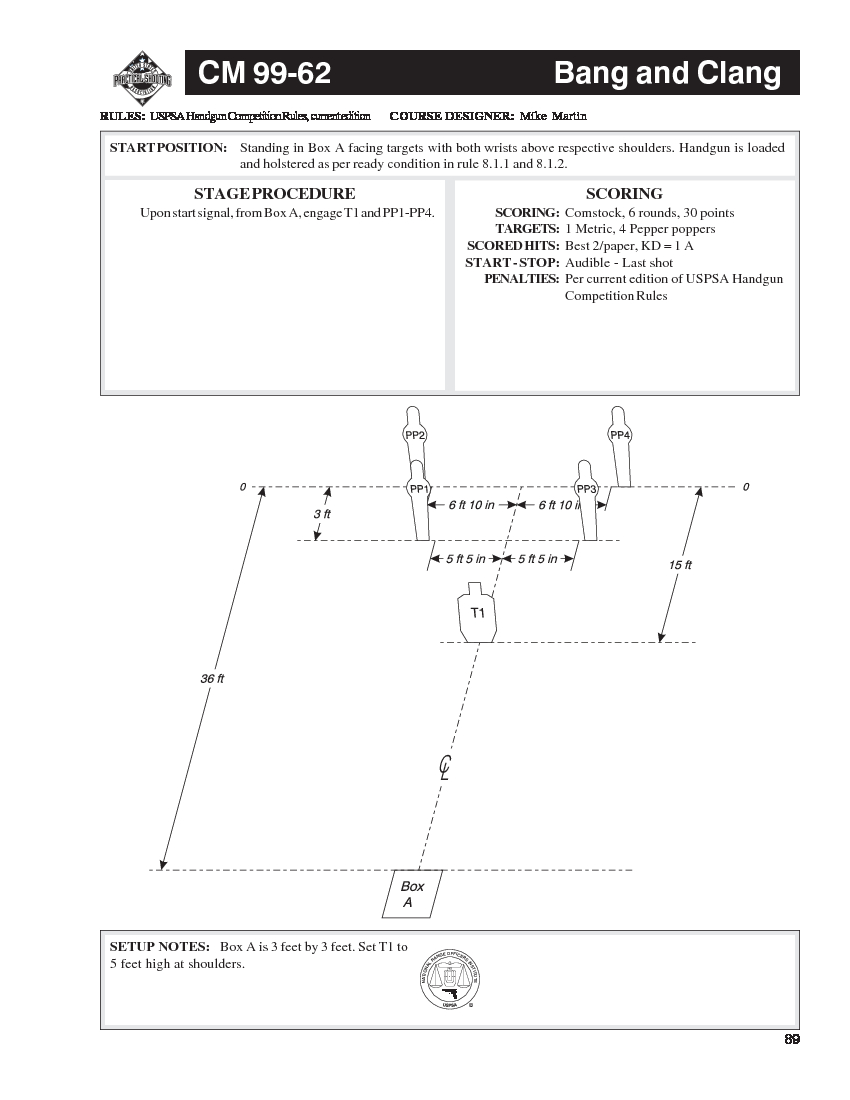 PRACTICAL SHOOTING
CM 99-62
Bang and Clang
RULES: USPSA Handgun Competition Rules, current edition COURSE DESIGNER: Mike Martin
START POSITION: Standing in Box A facing targets with both wrists above respective shoulders. Handgun is loaded
and holstered as per ready condition in rule 8.1.1 and 8.1.2.
STAGE PROCEDURE
Upon start signal, from Box A, engage T1 and PP1-PP4.
SCORING
SCORING: Comstock, 6 rounds, 30 points
TARGETS: 1 Metric, 4 Pepper poppers
SCORED HITS: Best 2/paper, KD = 1 A
START - STOP: Audible - Last shot
PENALTIES: Per current edition of USPSA Handgun
Competition Rules
PP2
PP4
0
PP1
PP3
0
6 ft 10 in
6 ft 10 in
3 ft
5 ft 5 in
5 ft 5 in
15 ft
T1
36 ft
CL
Box
A
SETUP NOTES: Box A is 3 feet by 3 feet. Set T1 to
5 feet high at shoulders.
NATIONAL RANGE OFFICERS INSTITUTE
USPSA
89